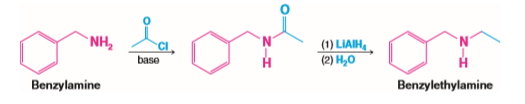 O
O
NH₂
Cl
base
N
H
(1) LiAlH₄
(2) H₂O
N
H
Benzylamine
Benzylethylamine